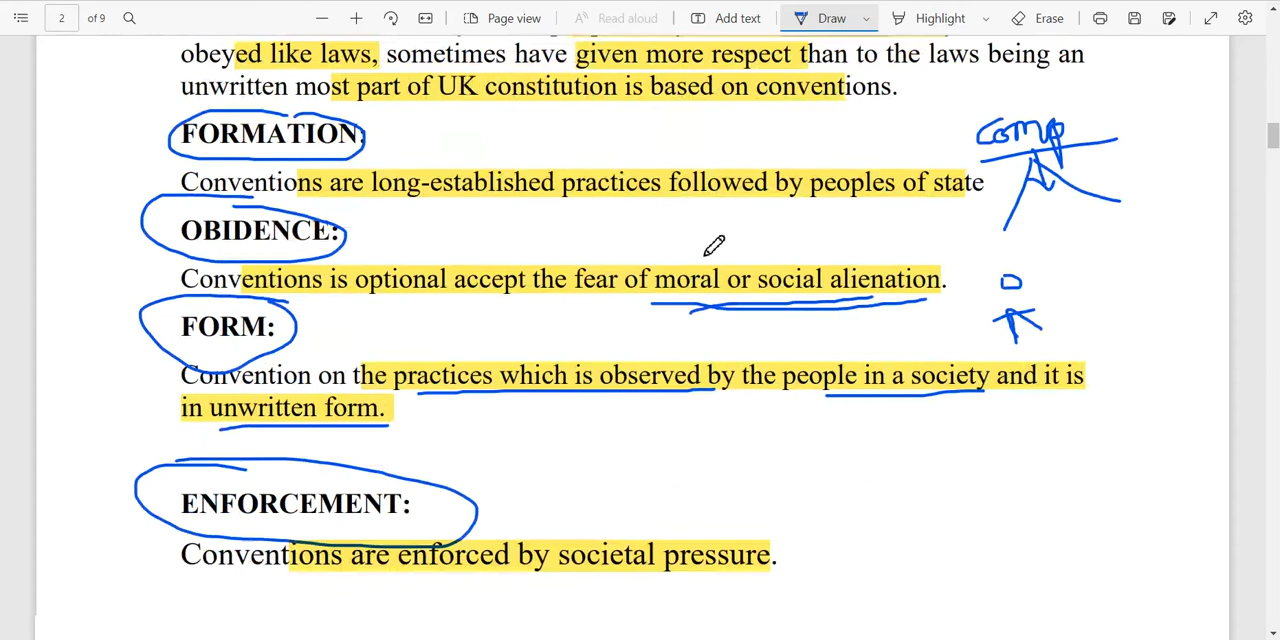 2
of 9
Page view
Read aloud
Add text
Draw
Highlight
Erase
obeyed like laws, sometimes have given more respect than to the laws being an
unwritten most part of UK constitution is based on conventions.
FORMATION:
comp
Conventions are long-established practices followed by peoples of state
OBIDENCE:
Conventions is optional accept the fear of moral or social alienation.
FORM:
Convention on the practices which is observed by the people in a society and it is
in unwritten form.
ENFORCEMENT:
Conventions are enforced by societal pressure.